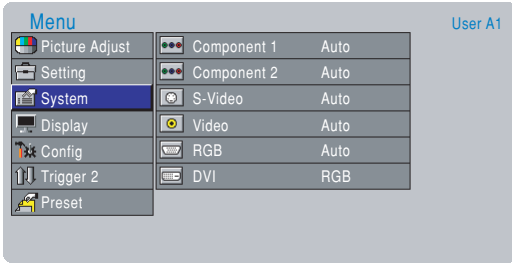 Menu
User A1
Picture Adjust
Setting
System
Display
Config
Trigger 2
Preset
Component 1 Auto
Component 2 Auto
S-Video Auto
Video Auto
RGB Auto
DVI RGB